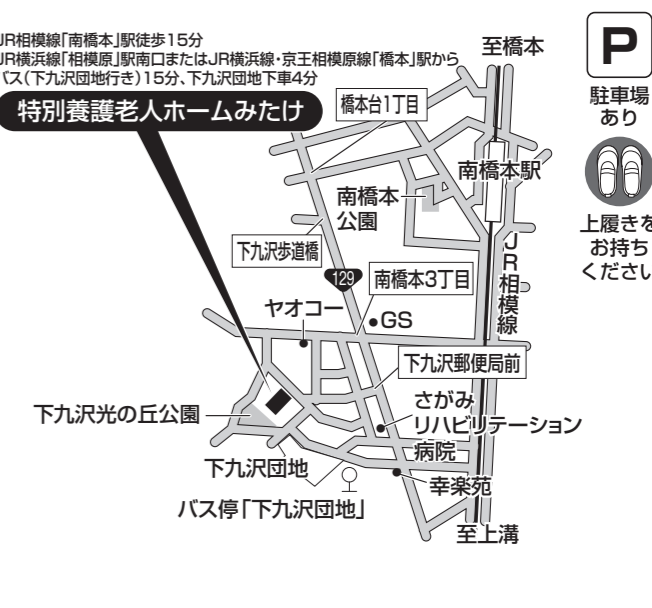 JR相模線「南橋本」駅徒歩15分
JR横浜線「相模原」駅南口またはJR横浜線・京王相模原線「橋本」駅から
バス(下九沢団地行き)15分、下九沢団地下車4分
特別養護老人ホームみたけ
至橋本
P
駐車場
あり
橋本台1丁目
南橋本駅
南橋本
公園
上履きを
お持ち
ください
下九沢歩道橋
129
南橋本3丁目
JR相模線
ヤオコー
GS
下九沢郵便局前
さがみ
リハビリテーション
病院
下九沢光の丘公園
下九沢団地
幸楽苑
バス停「下九沢団地」
至上溝